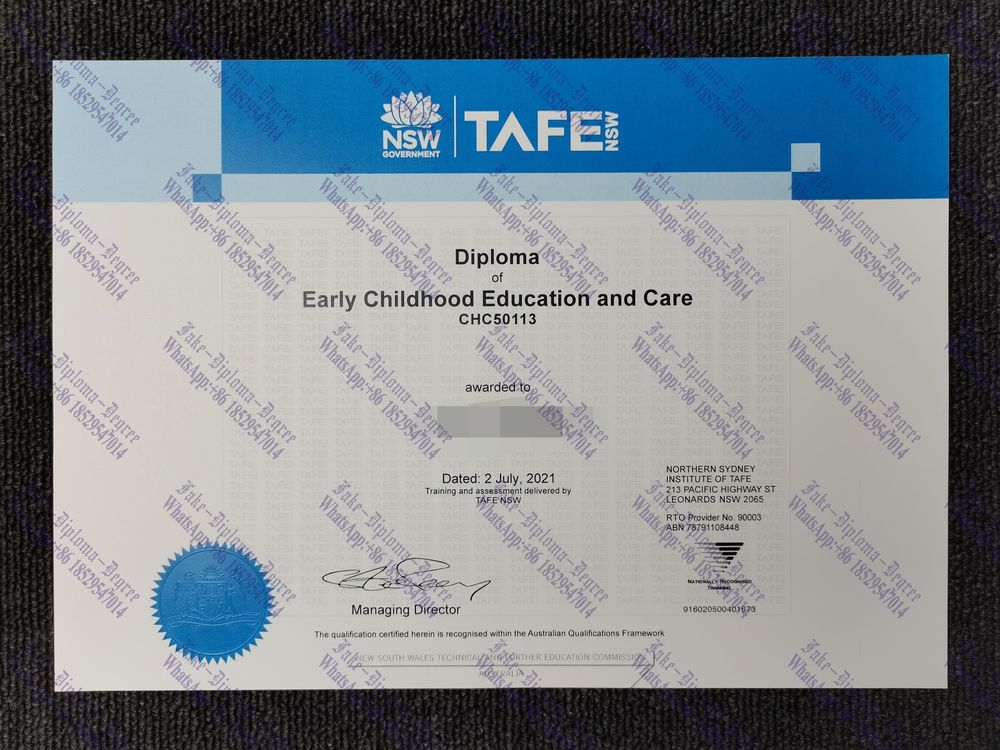 NSW
GOVERNMENT
TAFE NSW
Diploma
of
Early Childhood Education and Care
CHC50113
awarded to
Dated: 2 July, 2021
Training and assessment delivered by
TAFE NSW
NORTHERN SYDNEY
INSTITUTE OF TAFE
213 PACIFIC HIGHWAY ST
LEONARDS NSW 2065
RTO Provider No. 90003
ABN 78791108448
NATIONALLY RECOGNISED
TRAINING
916020500401673
Managing Director
The qualification certified herein is recognised within the Australian Qualifications Framework
NEW SOUTH WALES TECHNICAL AND FURTHER EDUCATION COMMISSION
AUSTRALIA
Fake-Diploma-Degree
WhatsApp:+86 18529547014